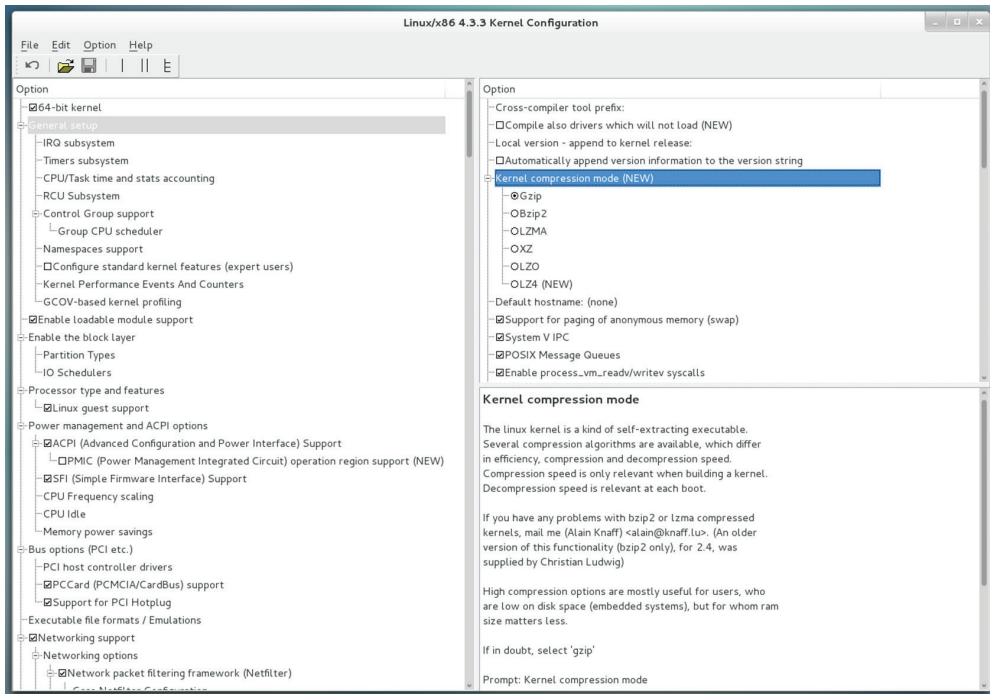 Linux/x86 4.3.3 Kernel Configuration
File Edit Option Help
Option
64-bit kernel
General setup
IRQ subsystem
Timers subsystem
CPU/Task time and stats accounting
RCU Subsystem
Control Group support
Group CPU scheduler
Namespaces support
Configure standard kernel features (expert users)
Kernel Performance Events And Counters
GCOV-based kernel profiling
Enable loadable module support
Enable the block layer
Partition Types
IO Schedulers
Processor type and features
Linux guest support
Power management and ACPI options
ACPI (Advanced Configuration and Power Interface) Support
PMIC (Power Management Integrated Circuit) operation region support (NEW)
SFI (Simple Firmware Interface) Support
CPU Frequency scaling
CPU Idle
Memory power savings
Bus options (PCI etc.)
PCI host controller drivers
PCCard (PCMCIA/CardBus) support
Support for PCI Hotplug
Executable file formats / Emulations
Networking support
Networking options
Network packet filtering framework (Netfilter)
Core Netfilter Configuration
Option
Cross-compiler tool prefix:
Compile also drivers which will not load (NEW)
Local version - append to kernel release:
Automatically append version information to the version string
Kernel compression mode (NEW)
Gzip
Bzip2
LZMA
XZ
LZO
LZ4 (NEW)
Default hostname: (none)
Support for paging of anonymous memory (swap)
System V IPC
POSIX Message Queues
Enable process_vm_readv/writev syscalls
Kernel compression mode
The linux kernel is a kind of self-extracting executable.
Several compression algorithms are available, which differ
in efficiency, compression and decompression speed.
Compression speed is only relevant when building a kernel.
Decompression speed is relevant at each boot.
If you have any problems with bzip2 or lzma compressed
kernels, mail me (Alain Knaff) <alain@knaff.lu>. (An older
version of this functionality (bzip2 only), for 2.4, was
supplied by Christian Ludwig)
High compression options are mostly useful for users, who
are low on disk space (embedded systems), but for whom ram
size matters less.
If in doubt, select 'gzip'
Prompt: Kernel compression mode